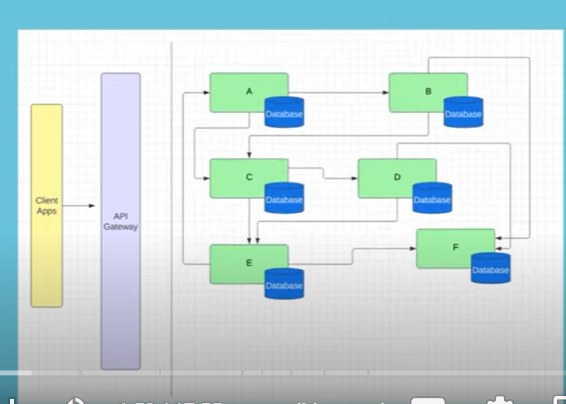 A
Database
B
Database
Client
Apps
API
Gateway
C
Database
D
Database
E
Database
F
Database